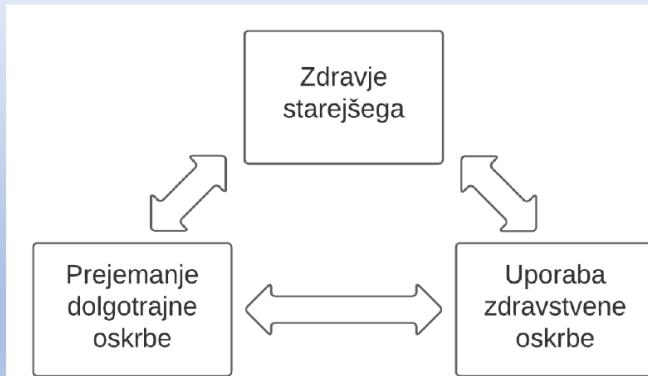 Zdravje
starejšega
Prejemanje
dolgotrajne
oskrbe
Uporaba
zdravstvene
oskrbe